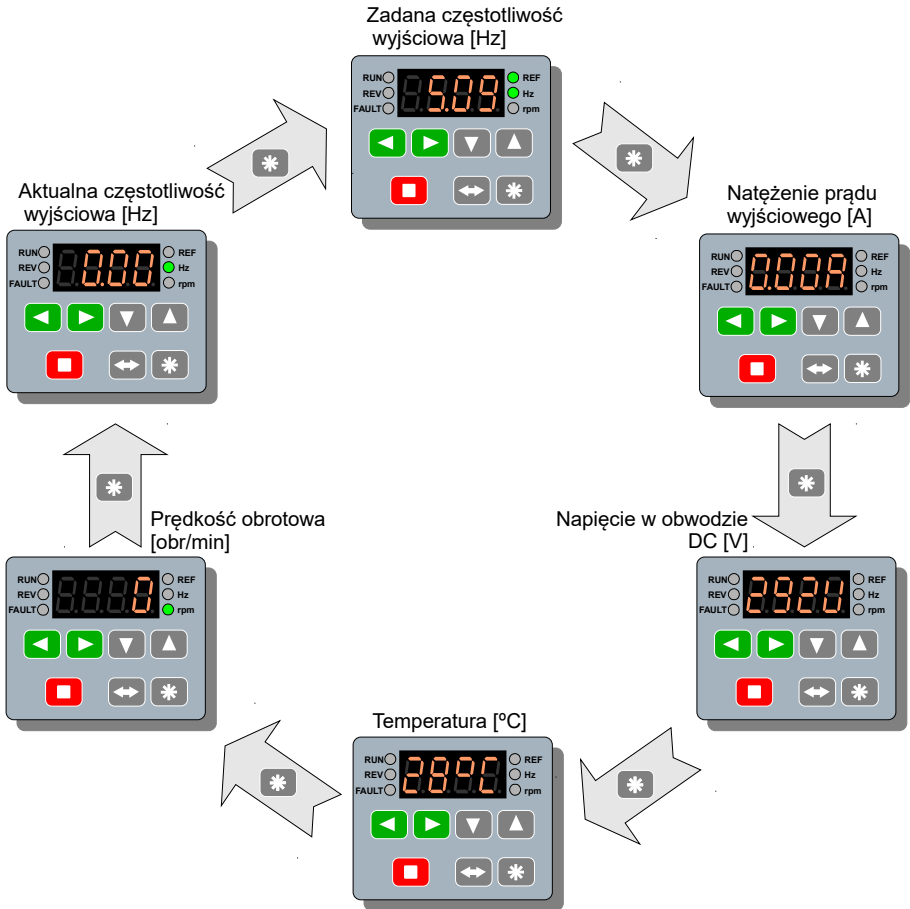 Zadana częstotliwość
wyjściowa [Hz]
RUN REF
REV 5.09 Hz
FAULT rpm
Natężenie prądu
wyjściowego [A]
RUN REF
REV 0.00A Hz
FAULT rpm
Napięcie w obwodzie
DC [V]
RUN REF
REV 292U Hz
FAULT rpm
Temperatura [ºC]
RUN REF
REV 28ºC Hz
FAULT rpm
Prędkość obrotowa
[obr/min]
RUN REF
REV 0 Hz
FAULT rpm
Aktualna częstotliwość
wyjściowa [Hz]
RUN REF
REV 0.00 Hz
FAULT rpm